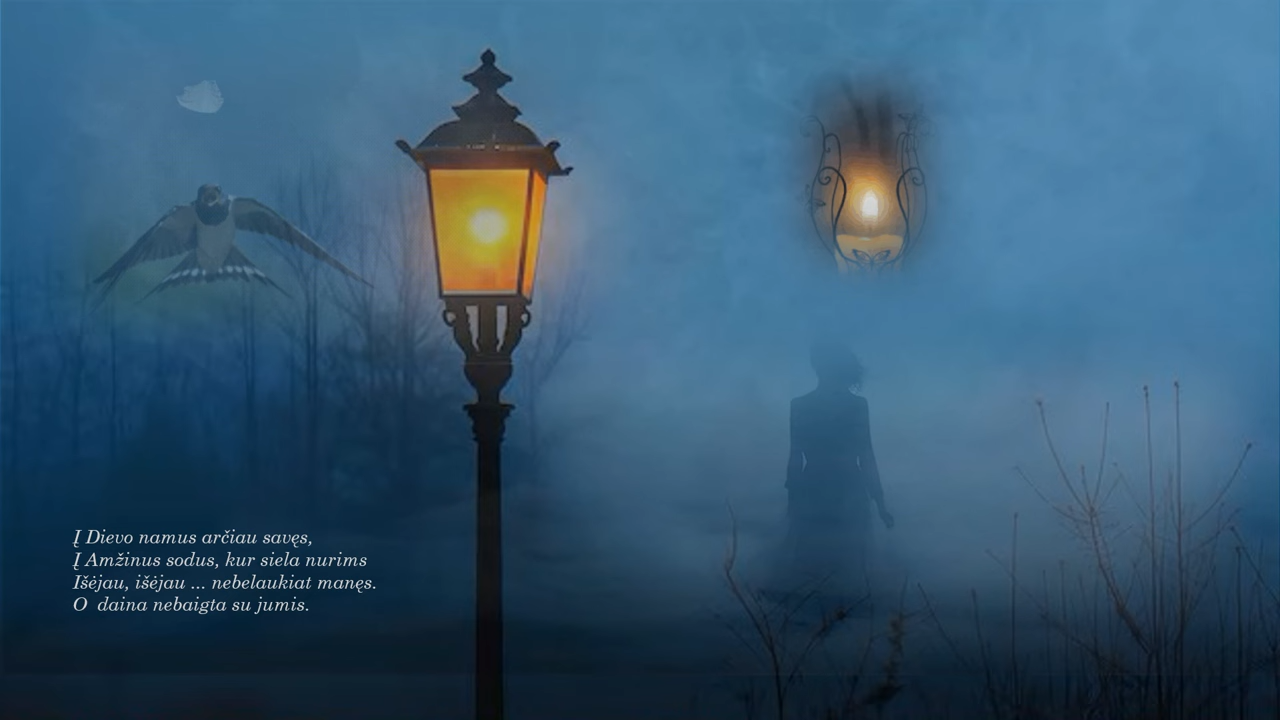 Į Dievo namus arčiau savęs,
Į Amžinus sodus, kur siela nurims
Išėjau, išėjau ... nebelaukiat manęs.
O  daina nebaigta su jumis.